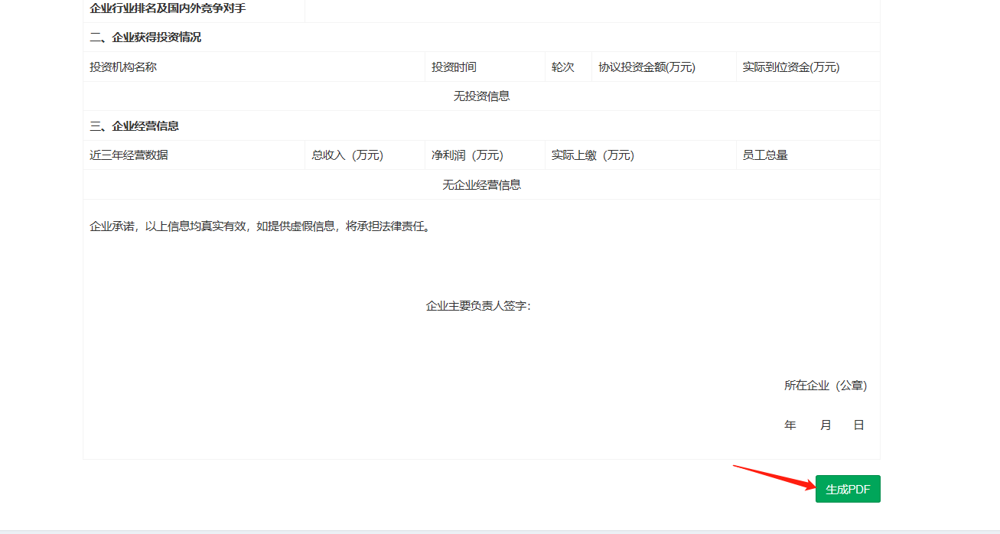 企业行业排名及国内外竞争对手
二、企业获得投资情况
投资机构名称 投资时间 轮次 协议投资金额(万元) 实际到位资金(万元)
无投资信息
三、企业经营信息
近三年经营数据 总收入（万元） 净利润（万元） 实际上缴（万元） 员工总量
无企业经营信息
企业承诺，以上信息均真实有效，如提供虚假信息，将承担法律责任。
企业主要负责人签字：
所在企业（公章）
年 月 日
生成PDF